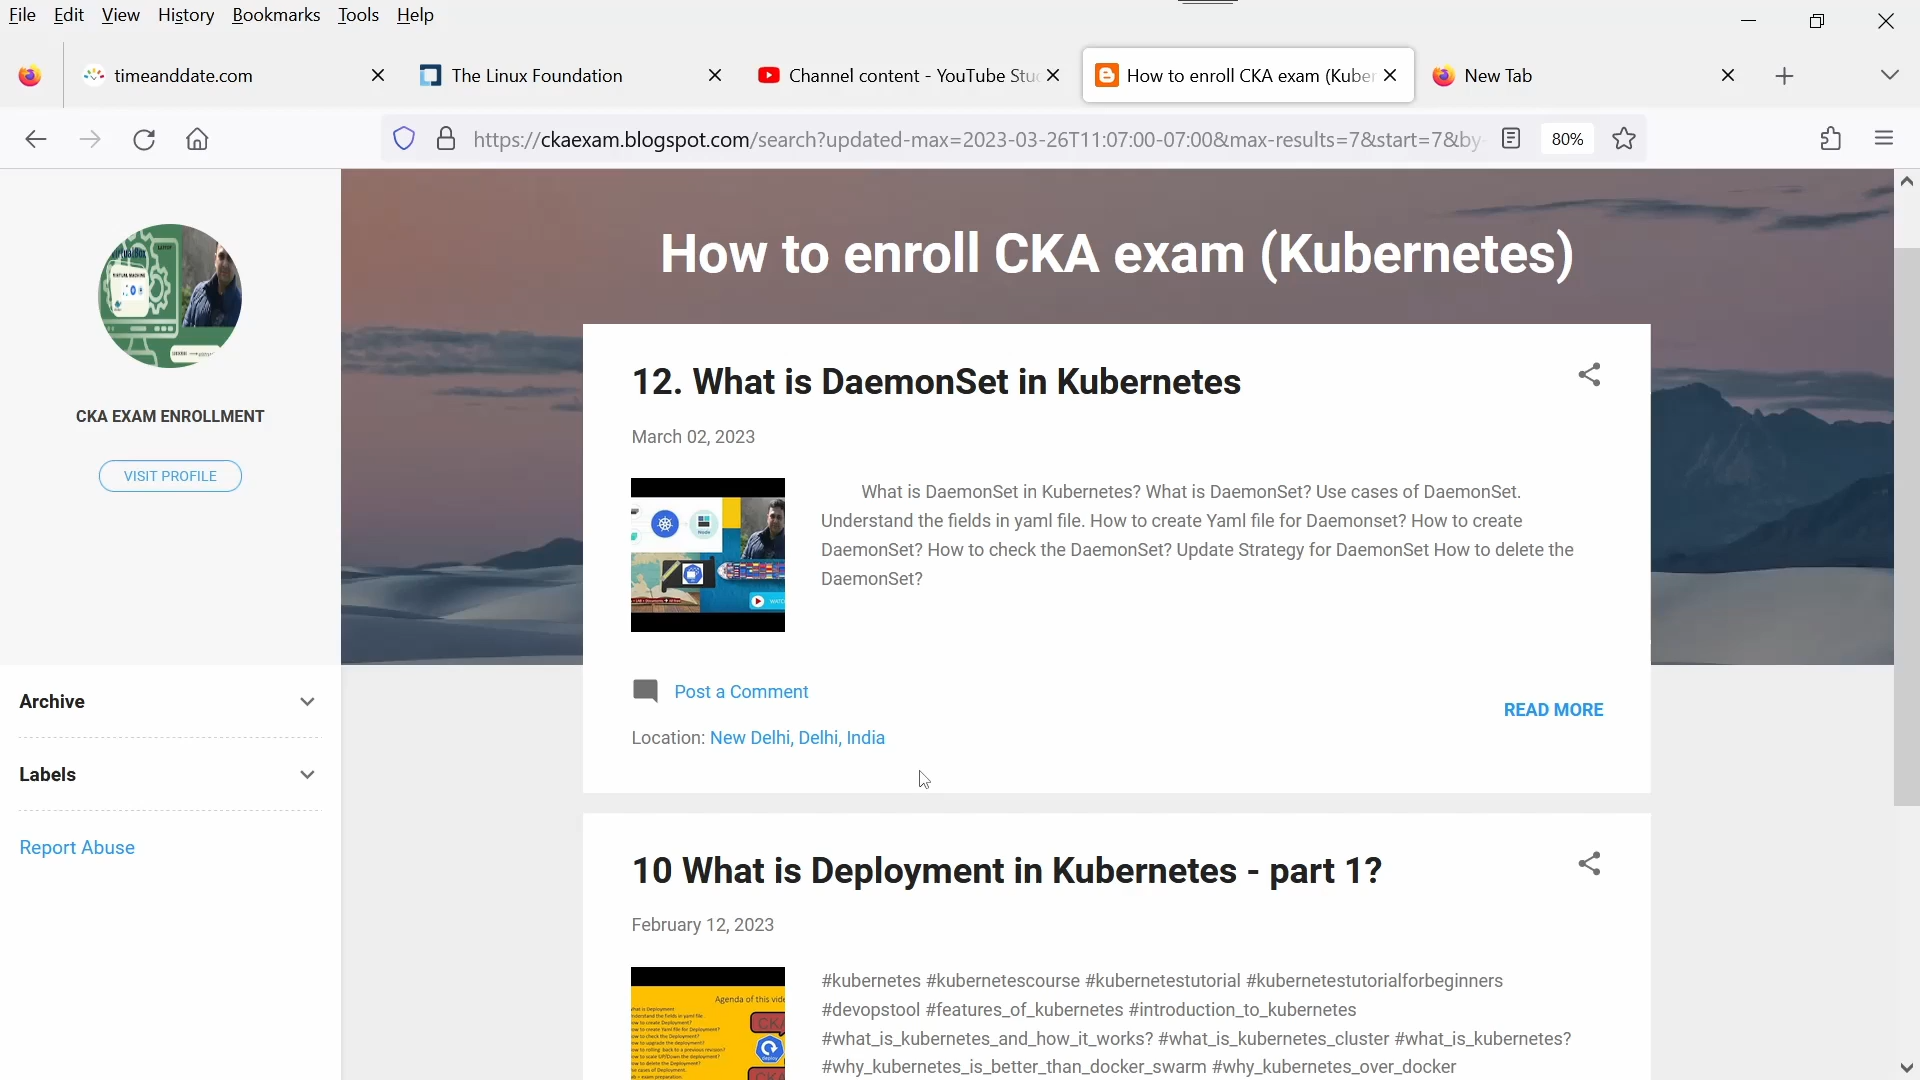 File Edit View History Bookmarks Tools Help
timeanddate.com
The Linux Foundation
Channel content - YouTube Stu
How to enroll CKA exam (Kuber
New Tab
https://ckaexam.blogspot.com/search?updated-max=2023-03-26T11:07:00-07:00&max-results=7&start=7&by-
80%
How to enroll CKA exam (Kubernetes)
CKA EXAM ENROLLMENT
VISIT PROFILE
Archive
Labels
Report Abuse
12. What is DaemonSet in Kubernetes
March 02, 2023
What is DaemonSet in Kubernetes? What is DaemonSet? Use cases of DaemonSet.
Understand the fields in yaml file. How to create Yaml file for Daemonset? How to create
DaemonSet? How to check the DaemonSet? Update Strategy for DaemonSet How to delete the
DaemonSet?
Post a Comment
READ MORE
Location: New Delhi, Delhi, India
10 What is Deployment in Kubernetes - part 1?
February 12, 2023
Agenda of this vide
#kubernetes #kubernetescourse #kubernetestutorial #kubernetestutorialforbeginners
#devopstool #features_of_kubernetes #introduction_to_kubernetes
#what_is_kubernetes_and_how_it_works? #what_is_kubernetes_cluster #what_is_kubernetes?
#why_kubernetes_is_better_than_docker_swarm #why_kubernetes_over_docker